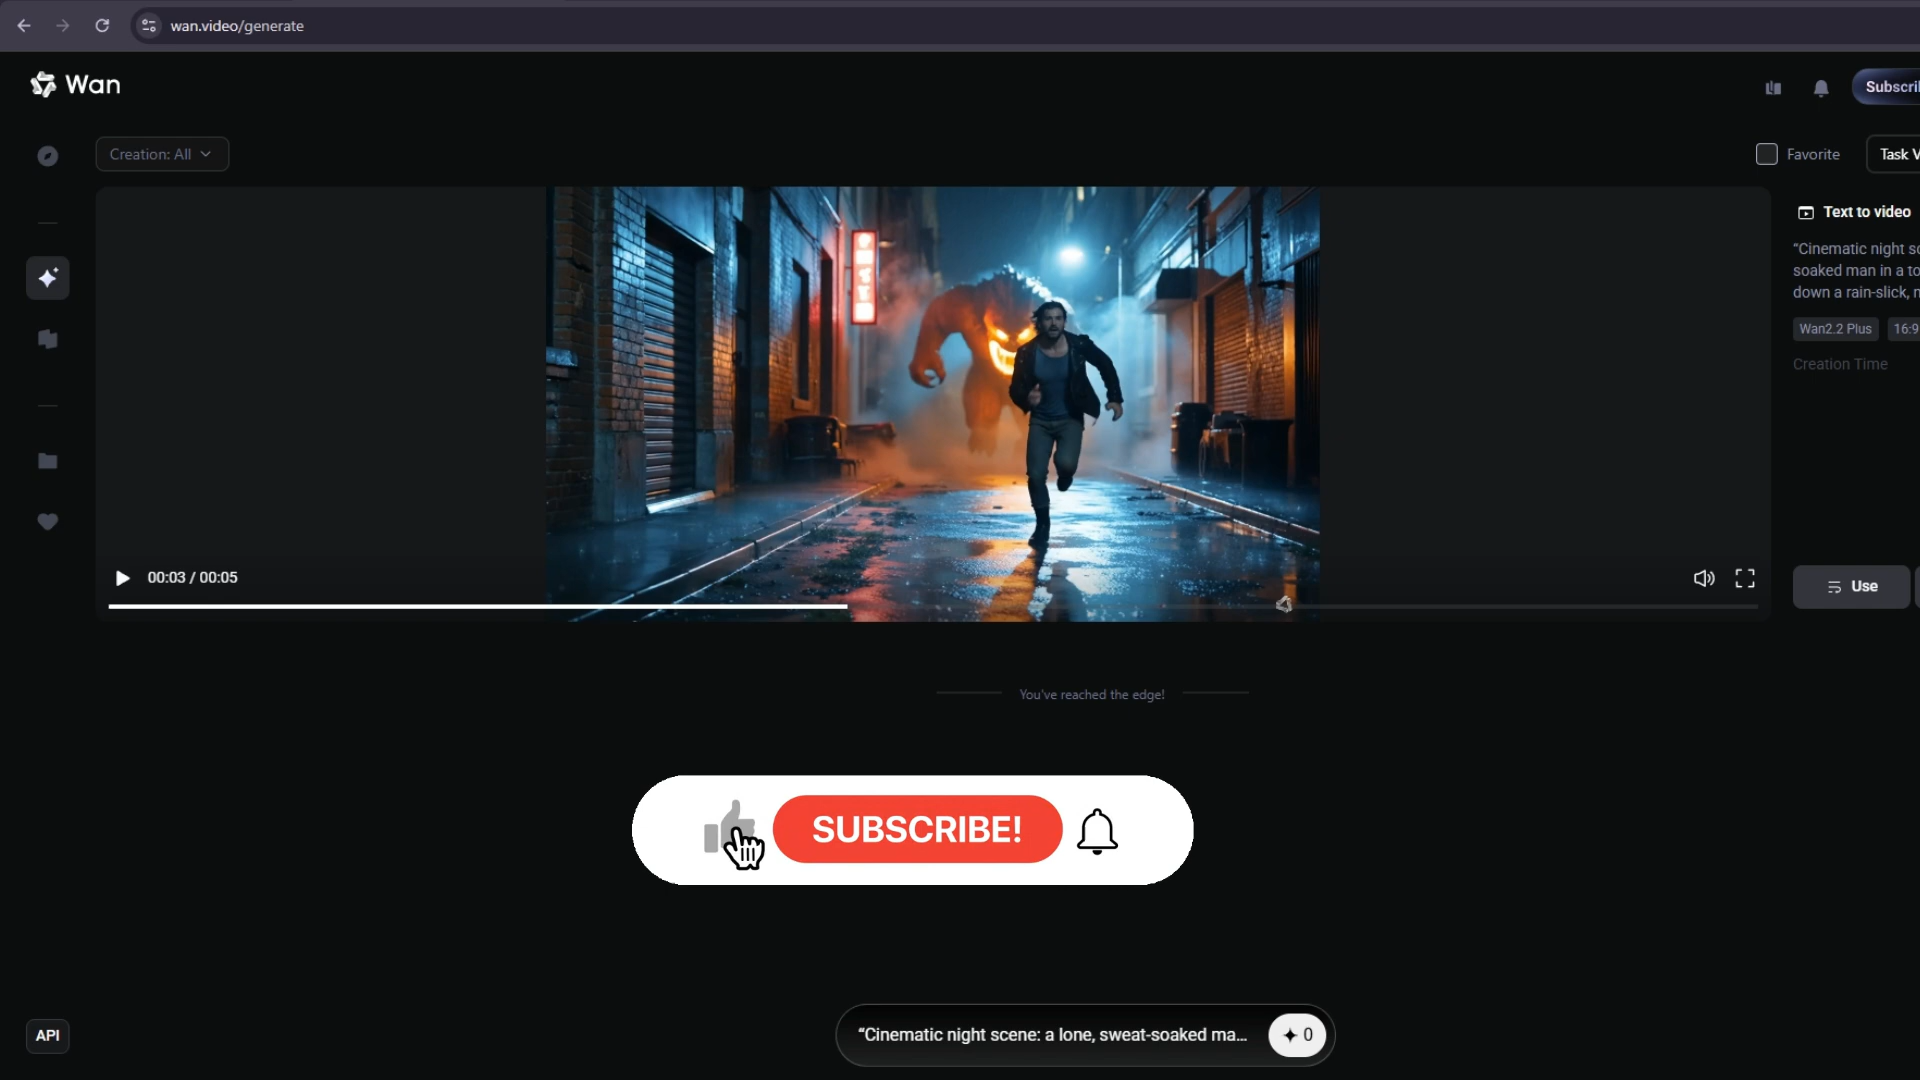 wan.video/generate
Wan
Subscri
Creation: All
Favorite
Task V
Text to video
“Cinematic night sc
soaked man in a to
down a rain-slick, n
Wan2.2 Plus
16:9
Creation Time
00:03 / 00:05
Use
You've reached the edge!
SUBSCRIBE!
API
“Cinematic night scene: a lone, sweat-soaked ma...
0